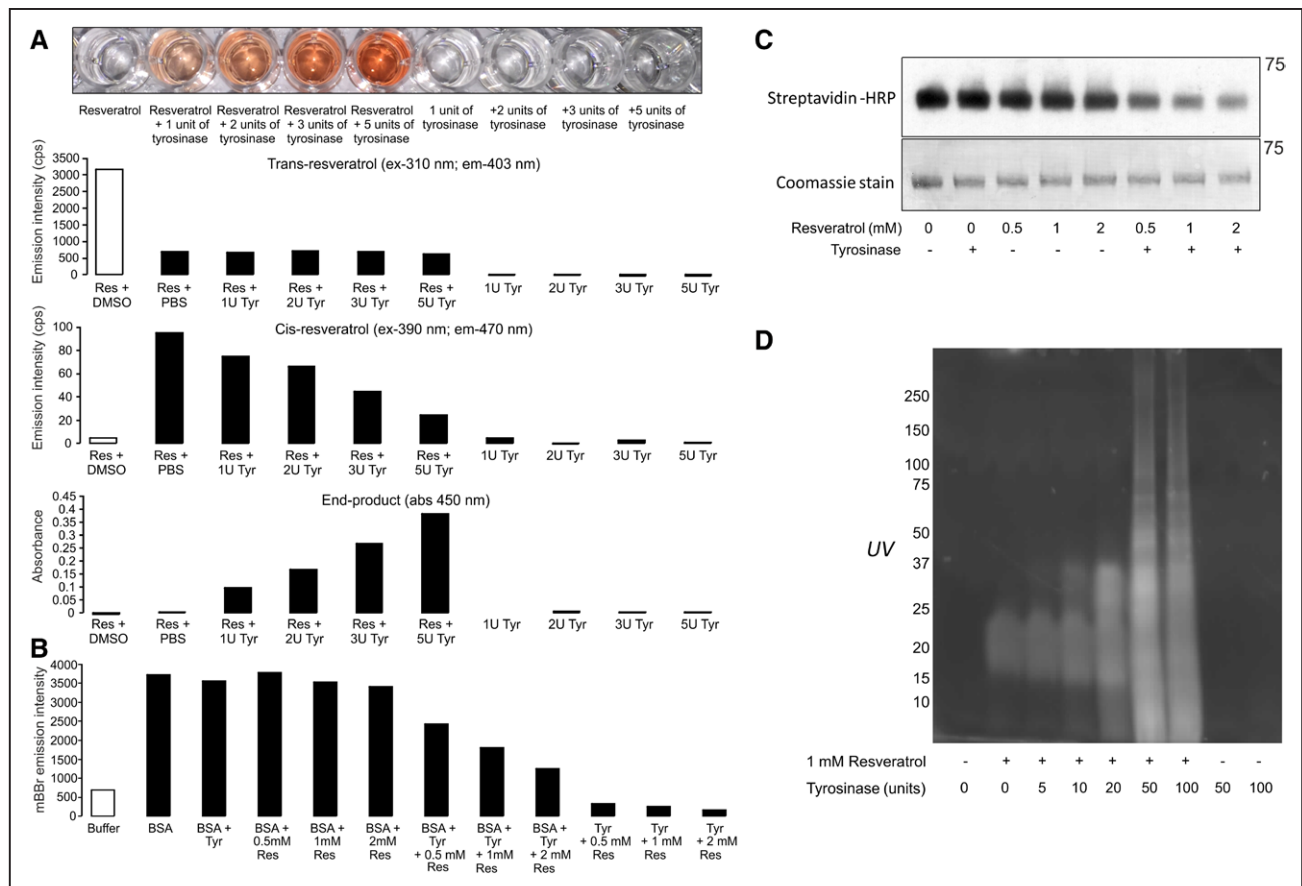 A
Resveratrol Resveratrol Resveratrol Resveratrol Resveratrol 1 unit of +2 units of +3 units of +5 units of
+ 1 unit of + 2 units of + 3 units of + 5 units of tyrosinase tyrosinase tyrosinase tyrosinase
tyrosinase tyrosinase tyrosinase tyrosinase
Trans-resveratrol (ex-310 nm; em-403 nm)
Emission intensity (cps)
3500
3000
2500
2000
1500
1000
500
0
Res + Res + Res + Res + Res + Res + 1U Tyr 2U Tyr 3U Tyr 5U Tyr
DMSO PBS 1U Tyr 2U Tyr 3U Tyr 5U Tyr
Cis-resveratrol (ex-390 nm; em-470 nm)
Emission intensity (cps)
100
80
60
40
20
0
Res + Res + Res + Res + Res + Res + 1U Tyr 2U Tyr 3U Tyr 5U Tyr
DMSO PBS 1U Tyr 2U Tyr 3U Tyr 5U Tyr
End-product (abs 450 nm)
Absorbance
0.45
0.4
0.35
0.3
0.25
0.2
0.15
0.1
0.05
0
Res + Res + Res + Res + Res + Res + 1U Tyr 2U Tyr 3U Tyr 5U Tyr
DMSO PBS 1U Tyr 2U Tyr 3U Tyr 5U Tyr
B
mBBr emission intensity
4000
3500
3000
2500
2000
1500
1000
500
0
Buffer BSA BSA + BSA + BSA + BSA + BSA + BSA + BSA + Tyr Tyr Tyr
Tyr 0.5mM 1mM 2mM Tyr Tyr Tyr + 0.5 mM + 1 mM + 2 mM
Res Res Res + 0.5 mM + 1mM + 2 mM Res Res Res
Res Res Res
C
75
Streptavidin -HRP
75
Coomassie stain
Resveratrol (mM) 0 0 0.5 1 2 0.5 1 2
Tyrosinase - + - - - + + +
D
250
150
100
75
50
37
25
20
15
10
UV
1 mM Resveratrol - + + + + + + - -
Tyrosinase (units) 0 0 5 10 20 50 100 50 100